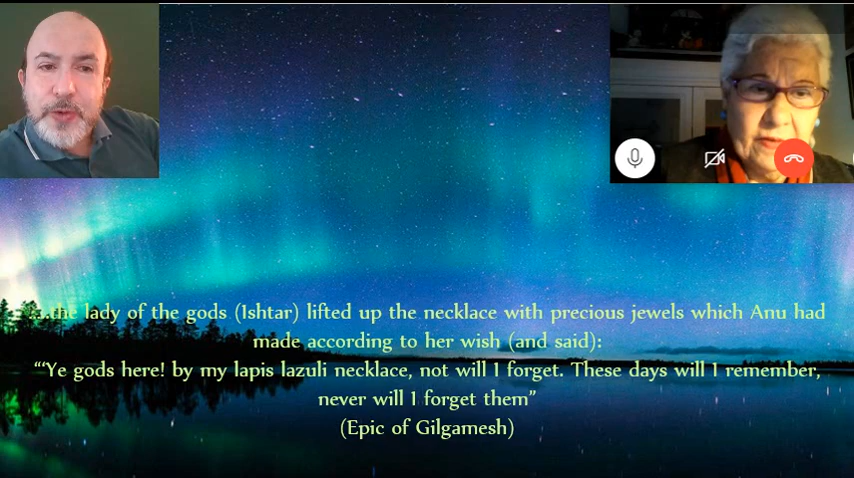 ...the lady of the gods (Ishtar) lifted up the necklace with precious jewels which Anu had
made according to her wish (and said):
“‘Ye gods here! by my lapis lazuli necklace, not will I forget. These days will I remember,
never will I forget them”
(Epic of Gilgamesh)